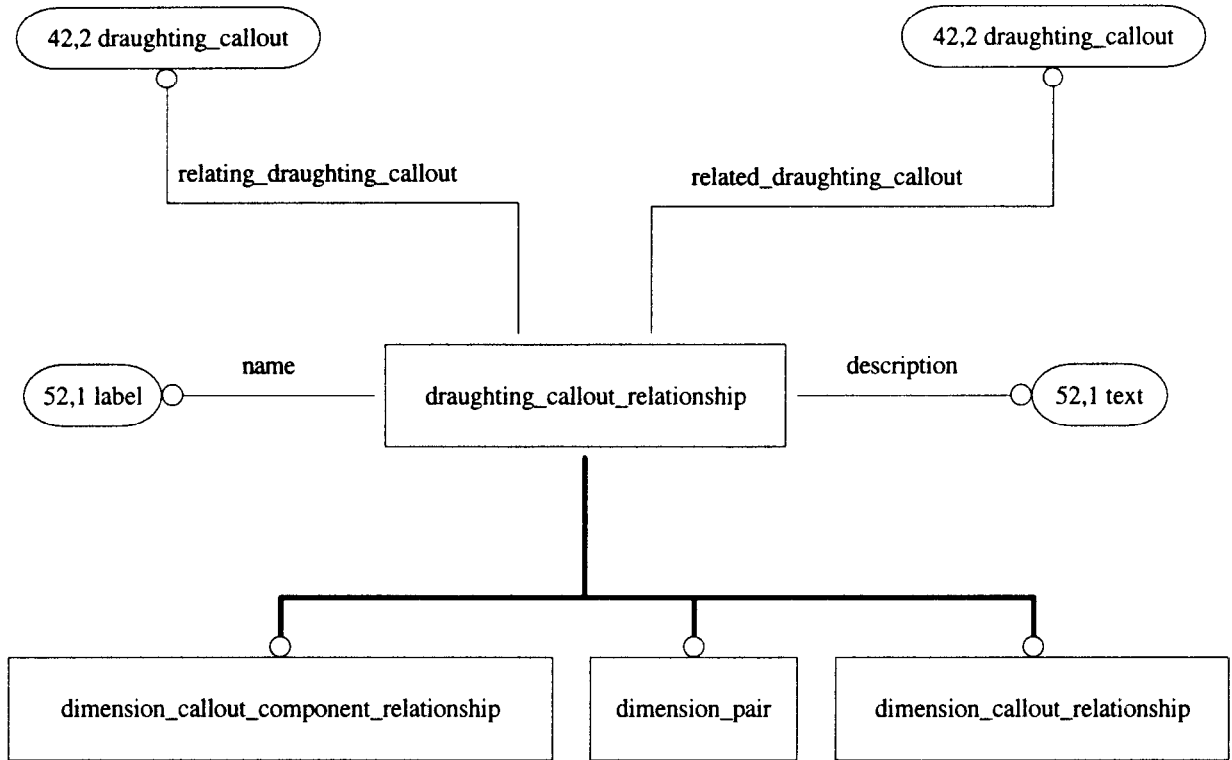 42,2 draughting_callout
42,2 draughting_callout
relating_draughting_callout
related_draughting_callout
name
description
52,1 label
draughting_callout_relationship
52,1 text
dimension_callout_component_relationship
dimension_pair
dimension_callout_relationship